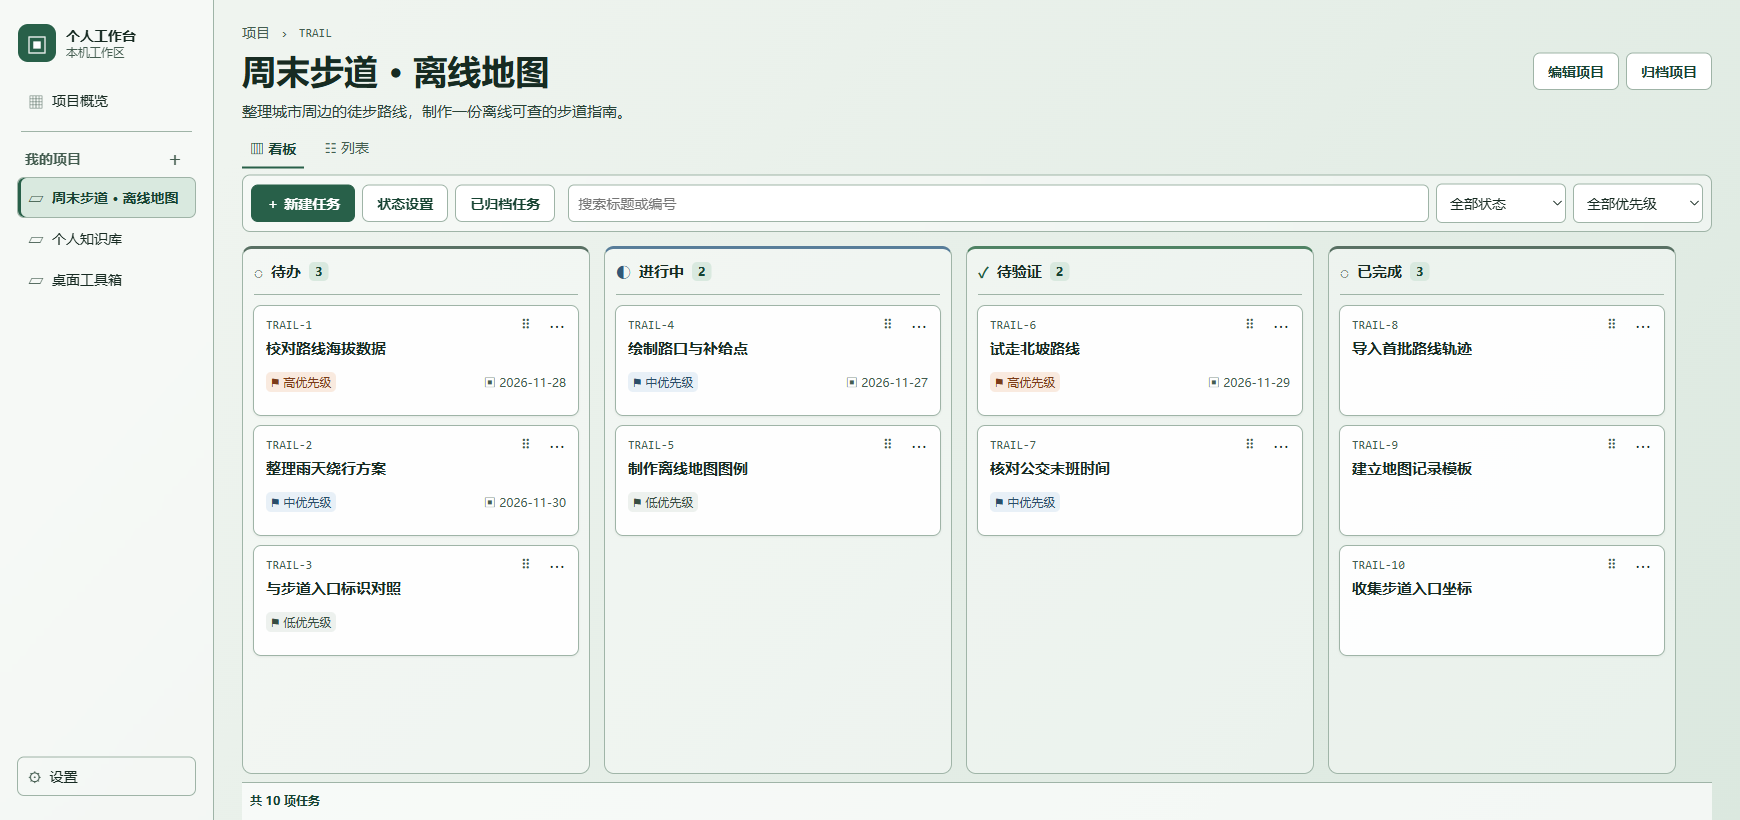 个人工作台
本机工作区
项目概览
我的项目 +
周末步道 • 离线地图
个人知识库
桌面工具箱
设置
项目 › TRAIL
周末步道 • 离线地图
整理城市周边的徒步路线，制作一份离线可查的步道指南。
编辑项目 归档项目
看板 列表
+ 新建任务 状态设置 已归档任务 搜索标题或编号 全部状态 全部优先级
待办 3
TRAIL-1
校对路线海拔数据
高优先级 2026-11-28
TRAIL-2
整理雨天绕行方案
中优先级 2026-11-30
TRAIL-3
与步道入口标识对照
低优先级
进行中 2
TRAIL-4
绘制路口与补给点
中优先级 2026-11-27
TRAIL-5
制作离线地图图例
低优先级
待验证 2
TRAIL-6
试走北坡路线
高优先级 2026-11-29
TRAIL-7
核对公交末班时间
中优先级
已完成 3
TRAIL-8
导入首批路线轨迹
TRAIL-9
建立地图记录模板
TRAIL-10
收集步道入口坐标
共 10 项任务